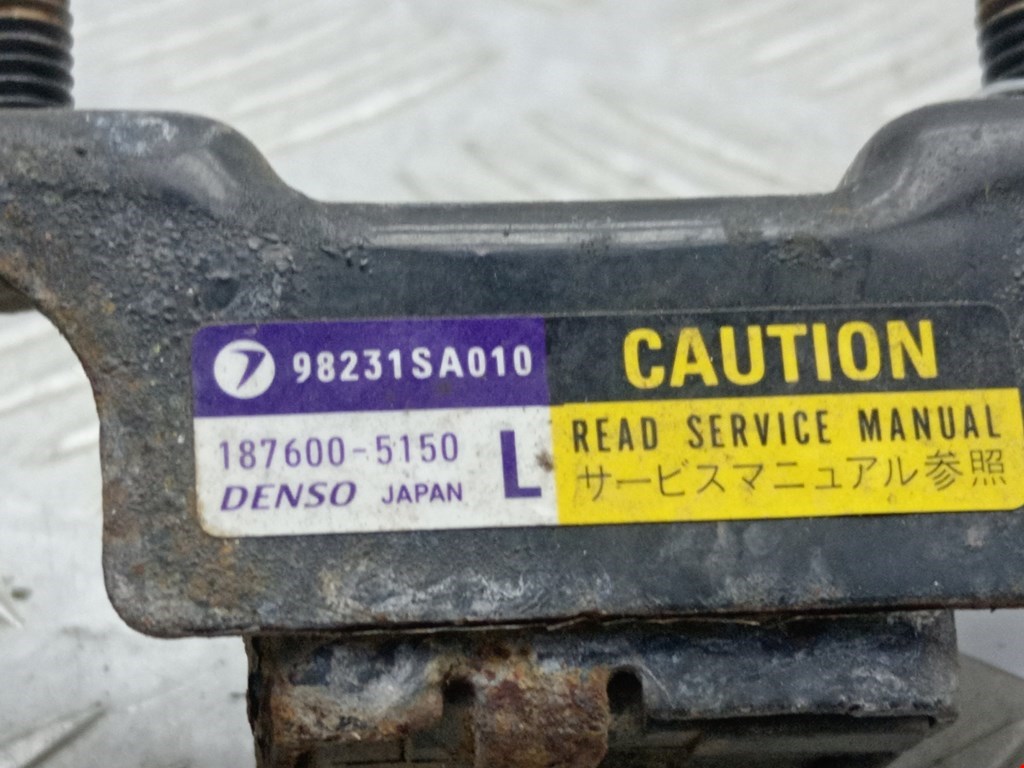 98231SA010
187600-5150 L
DENSO JAPAN
CAUTION
READ SERVICE MANUAL
サービスマニュアル参照